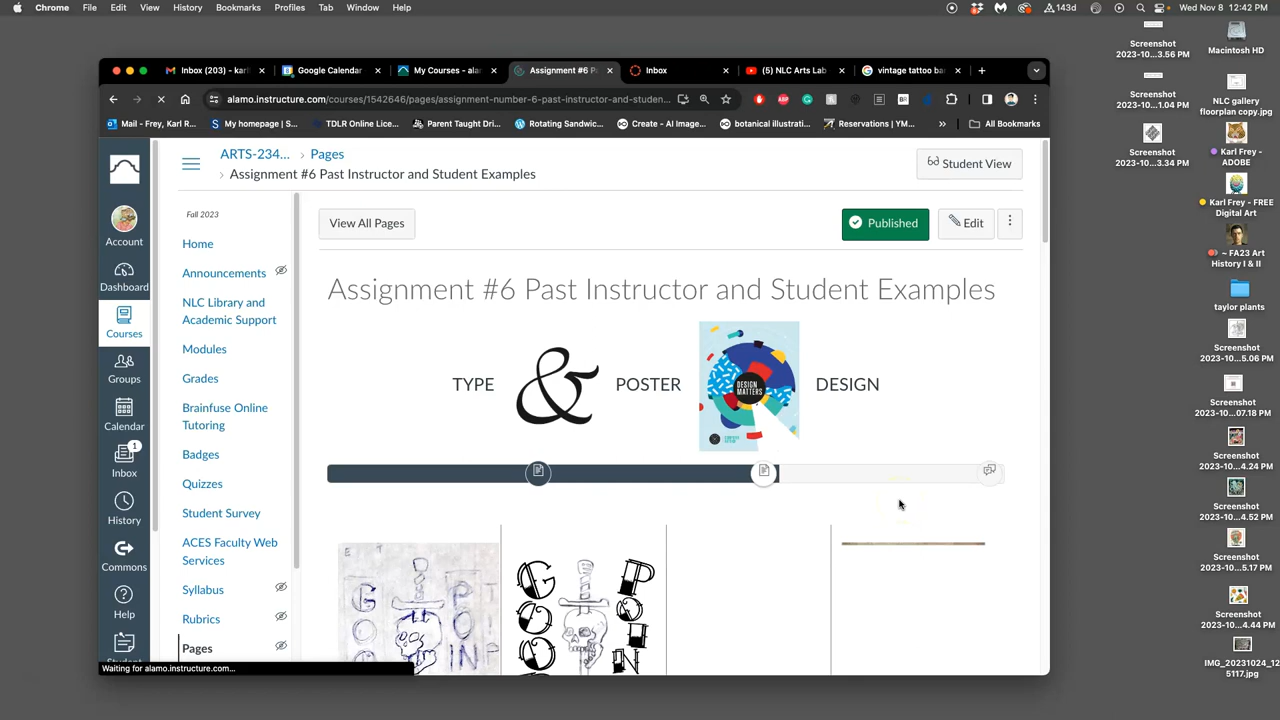 Chrome File Edit View History Bookmarks Profiles Tab Window Help 143d Wed Nov 8 12:42 PM
Inbox (203) - karl Google Calendar My Courses - ala Assignment #6 P Inbox (5) NLC Arts Lab vintage tattoo ba
alamo.instructure.com/courses/1542646/pages/assignment-number-6-past-instructor-and-studen...
Mail - Frey, Karl R... My homepage | S... TDLR Online Lice... Parent Taught Dri... Rotating Sandwic... Create - AI Image... botanical illustrati... Reservations | YM... » All Bookmarks
ARTS-234... › Pages
› Assignment #6 Past Instructor and Student Examples
Student View
Account
Dashboard
Courses
Groups
Calendar
1
Inbox
History
Commons
Help
Student
Fall 2023
Home
Announcements
NLC Library and
Academic Support
Modules
Grades
Brainfuse Online
Tutoring
Badges
Quizzes
Student Survey
ACES Faculty Web
Services
Syllabus
Rubrics
Pages
View All Pages
Published
Edit
Assignment #6 Past Instructor and Student Examples
TYPE & POSTER DESIGN
DESIGN
MATTERS
Waiting for alamo.instructure.com...
Screenshot
2023-10...3.56 PM
Screenshot
2023-10...1.04 PM
Screenshot
2023-10...3.34 PM
Macintosh HD
NLC gallery
floorplan copy.jpg
Karl Frey -
ADOBE
Karl Frey - FREE
Digital Art
~ FA23 Art
History I & II
taylor plants
Screenshot
2023-10...5.06 PM
Screenshot
2023-10...07.18 PM
Screenshot
2023-10...4.24 PM
Screenshot
2023-10...4.52 PM
Screenshot
2023-10...5.17 PM
Screenshot
2023-10...4.44 PM
IMG_20231024_12
5117.jpg